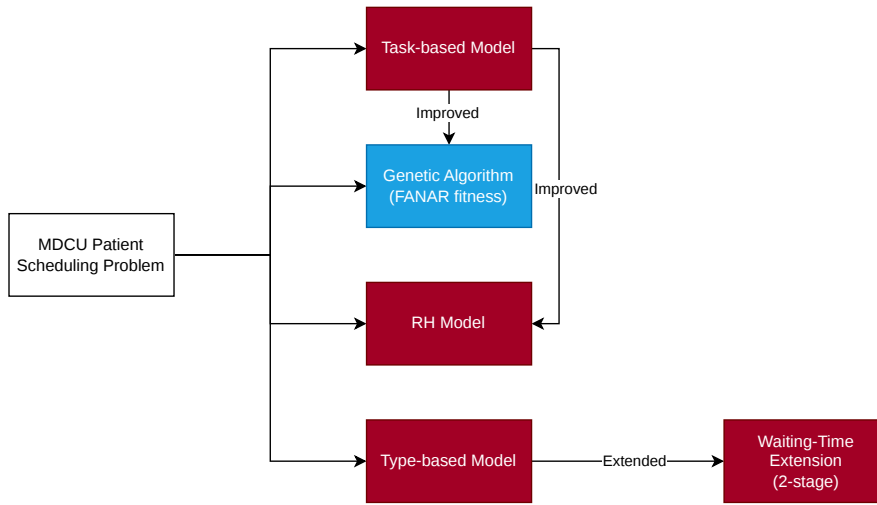 Task-based Model
Improved
Genetic Algorithm
(FANAR fitness)
Improved
MDCU Patient
Scheduling Problem
RH Model
Type-based Model
Extended
Waiting-Time
Extension
(2-stage)